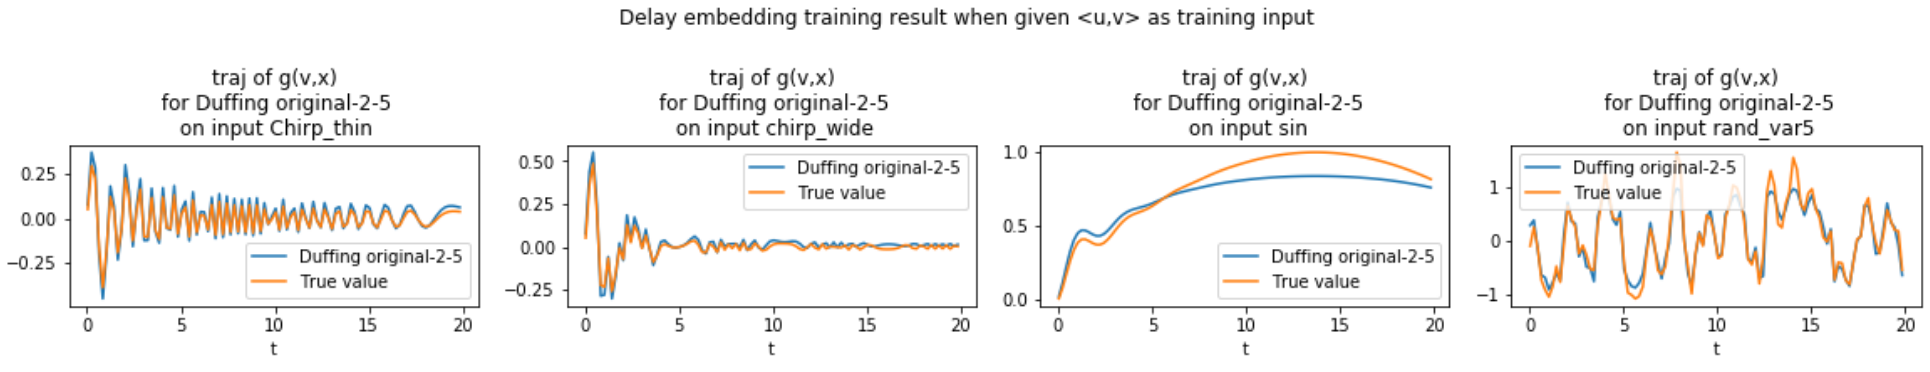 Delay embedding training result when given <u,v> as training input
traj of g(v,x)
for Duffing original-2-5
on input Chirp_thin
0.25
0.00
−0.25
Duffing original-2-5
True value
0
5
10
15
20
t
traj of g(v,x)
for Duffing original-2-5
on input chirp_wide
0.50
0.25
0.00
−0.25
Duffing original-2-5
True value
0
5
10
15
20
t
traj of g(v,x)
for Duffing original-2-5
on input sin
1.0
0.5
0.0
Duffing original-2-5
True value
0
5
10
15
20
t
traj of g(v,x)
for Duffing original-2-5
on input rand_var5
1
0
−1
Duffing original-2-5
True value
0
5
10
15
20
t